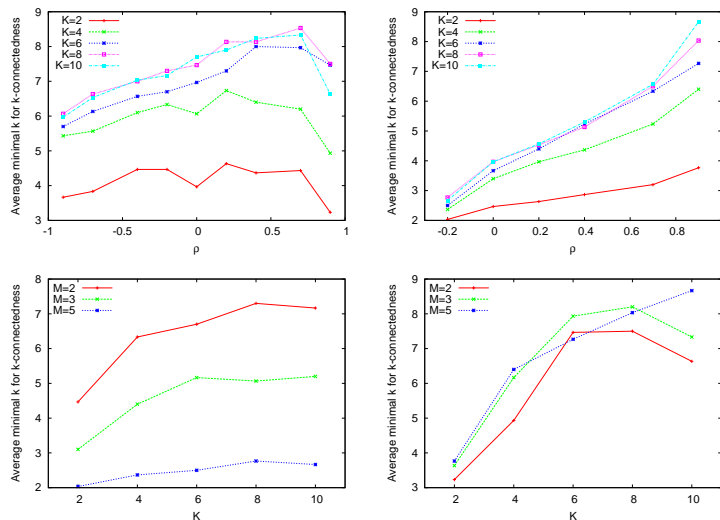 Average minimal k for k-connectedness
9
8
7
6
5
4
3
K=2
K=4
K=6
K=8
K=10
-1
-0.5
0
0.5
1
ρ
Average minimal k for k-connectedness
9
8
7
6
5
4
3
2
K=2
K=4
K=6
K=8
K=10
-0.2
0
0.2
0.4
0.6
0.8
ρ
Average minimal k for k-connectedness
8
7
6
5
4
3
2
M=2
M=3
M=5
2
4
6
8
10
K
Average minimal k for k-connectedness
9
8
7
6
5
4
3
M=2
M=3
M=5
2
4
6
8
10
K